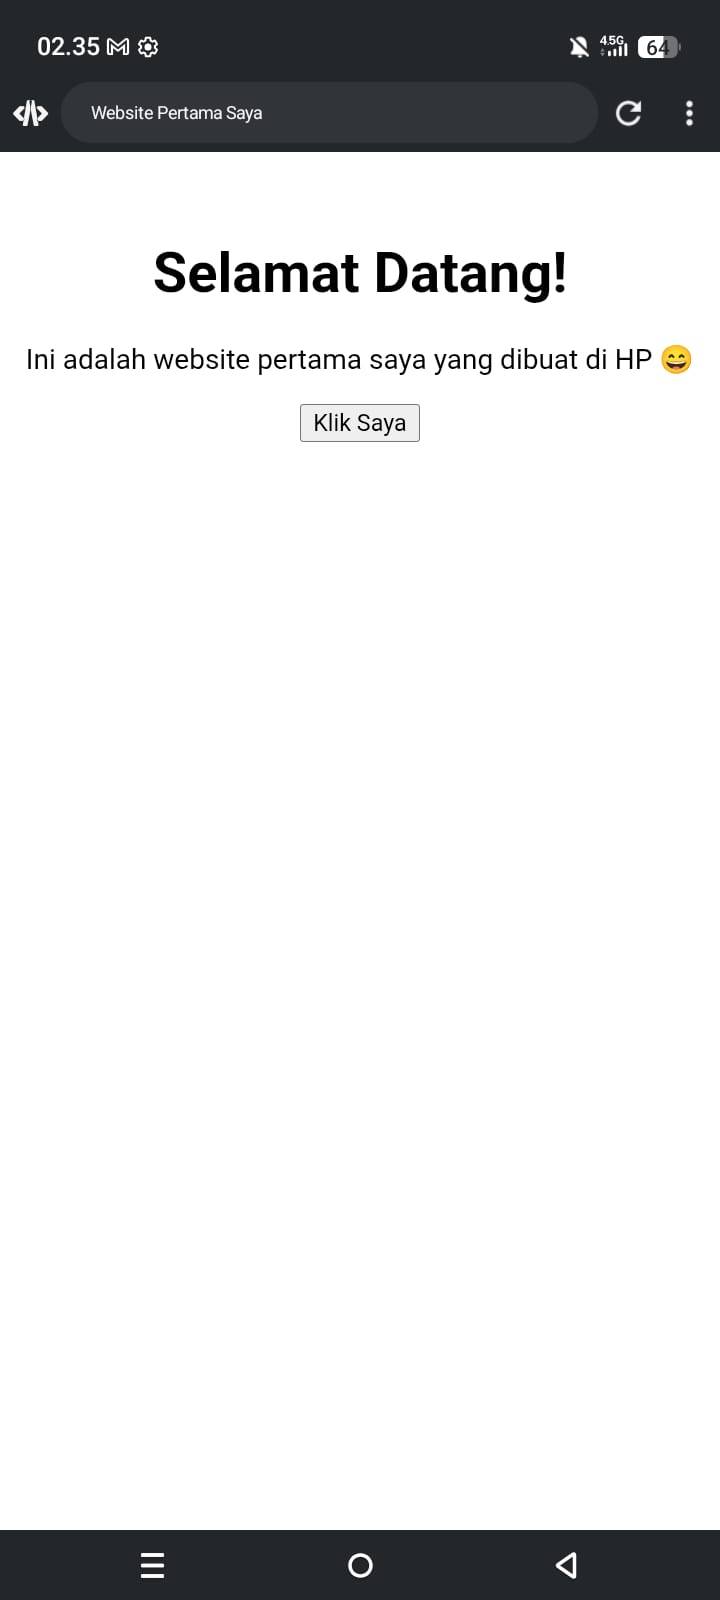 02.35
4.5G
64
Website Pertama Saya
Selamat Datang!
Ini adalah website pertama saya yang dibuat di HP 😄
Klik Saya